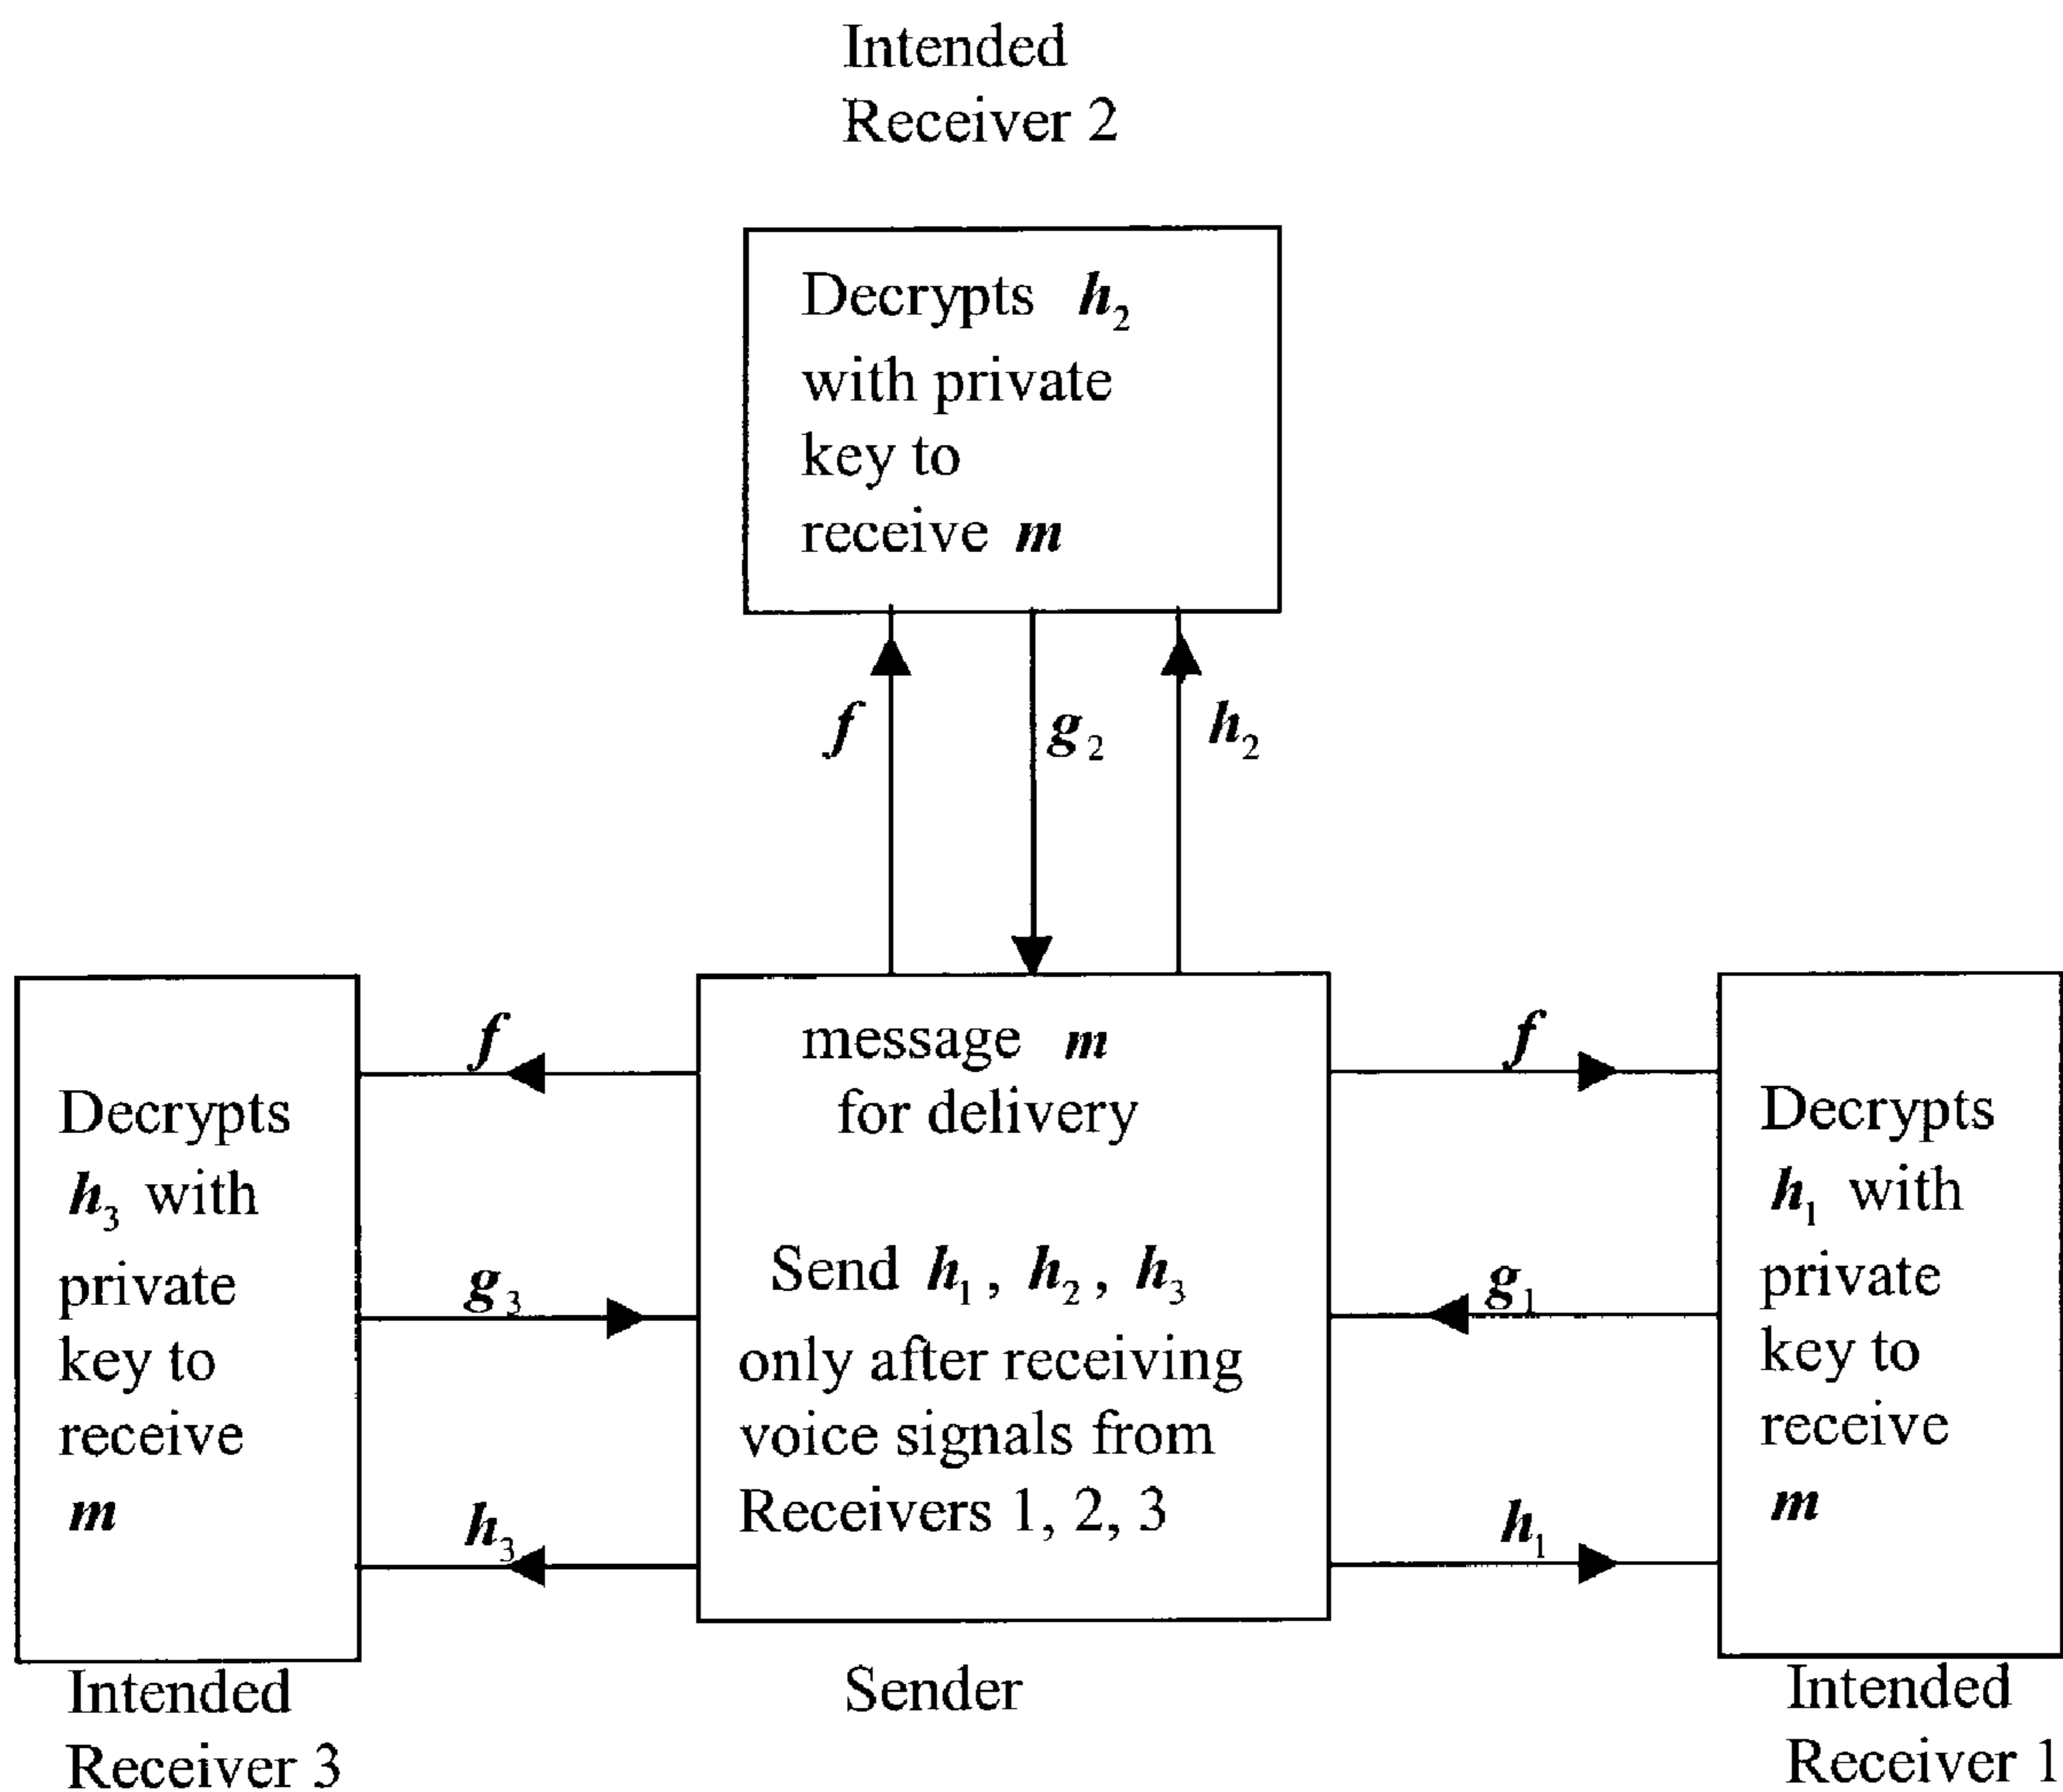 Intended
Receiver 2
Decrypts h₂
with private
key to
receive m
f
g₂
h₂
f
Decrypts
h₃ with
private
key to
receive
m
g₃
h₃
message m
for delivery
Send h₁, h₂, h₃
only after receiving
voice signals from
Receivers 1, 2, 3
f
g₁
h₁
Decrypts
h₁ with
private
key to
receive
m
Intended
Receiver 3
Sender
Intended
Receiver 1